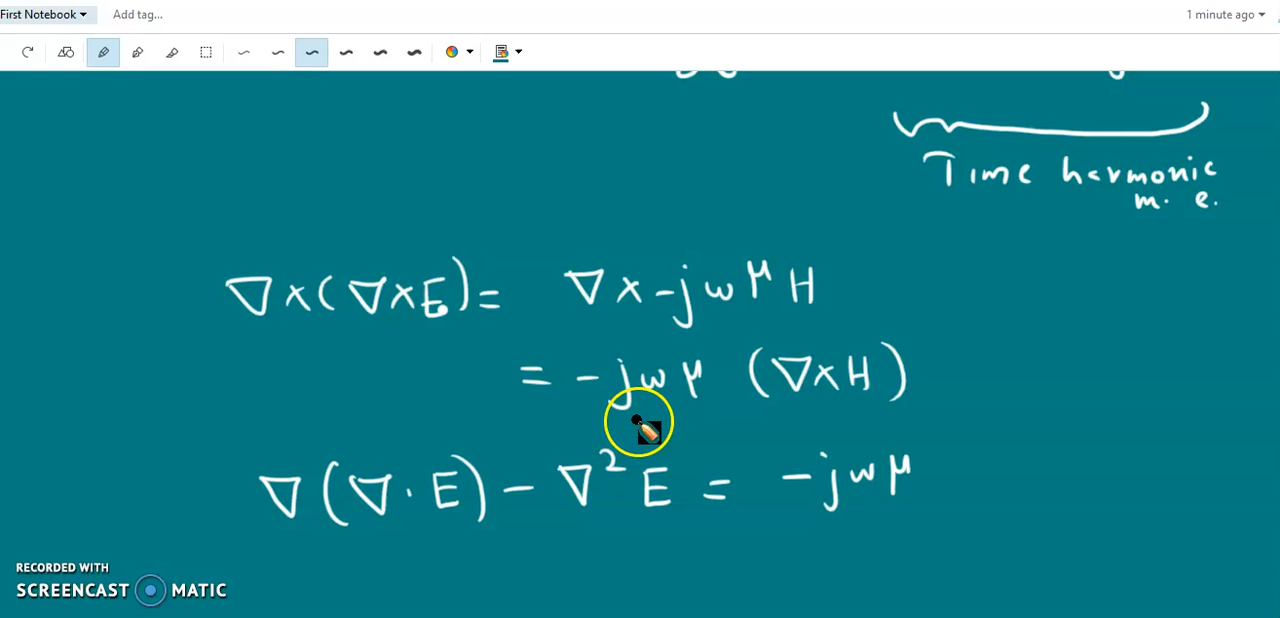 First Notebook
Add tag...
1 minute ago
Time harmonic
m. e.
∇×(∇×E)= ∇×-jωμH
= -jωμ (∇×H)
∇(∇·E)-∇²E = -jωμ
RECORDED WITH
SCREENCAST MATIC